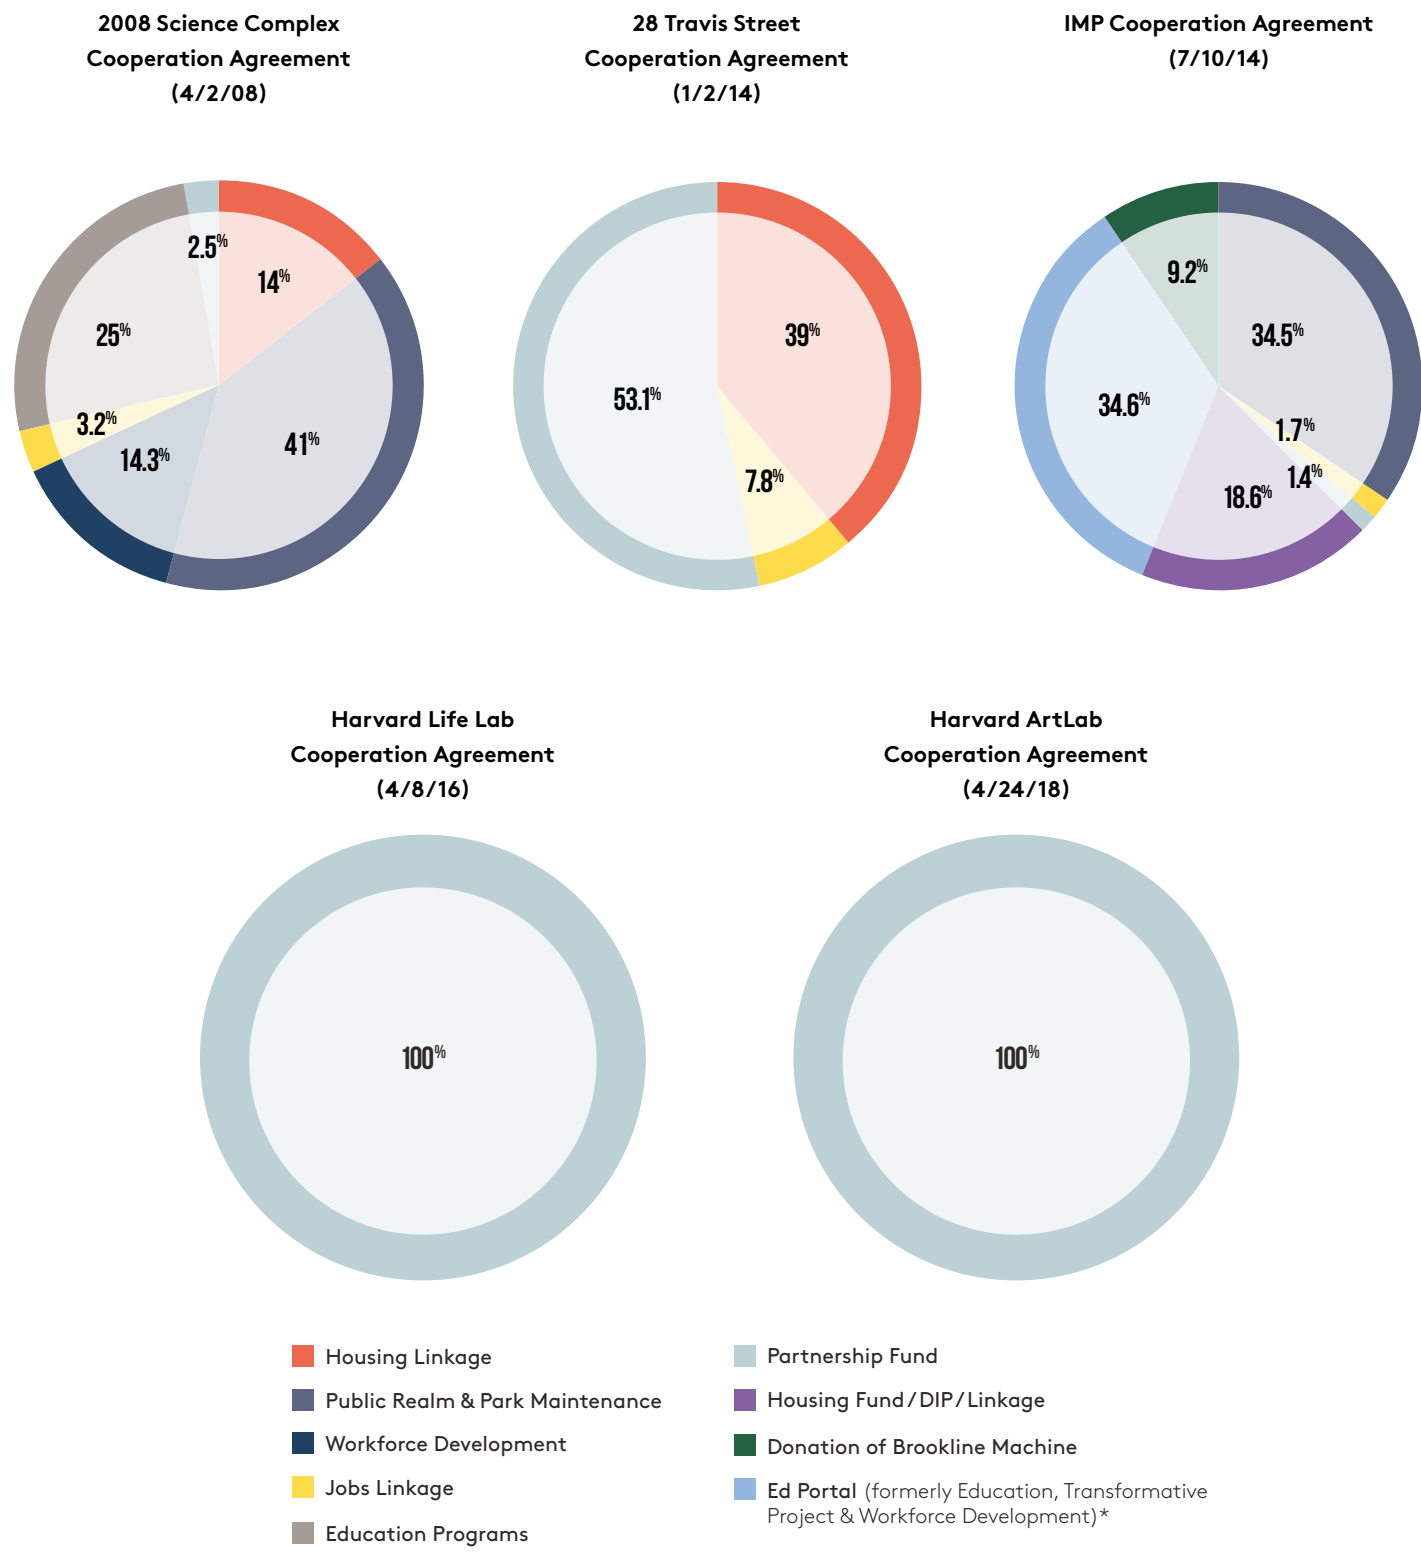 2008 Science Complex
Cooperation Agreement
(4/2/08)
28 Travis Street
Cooperation Agreement
(1/2/14)
IMP Cooperation Agreement
(7/10/14)
2.5%
14%
25%
3.2%
14.3%
41%
39%
53.1%
7.8%
9.2%
34.5%
34.6%
1.7%
1.4%
18.6%
Harvard Life Lab
Cooperation Agreement
(4/8/16)
Harvard ArtLab
Cooperation Agreement
(4/24/18)
100%
100%
Housing Linkage
Public Realm & Park Maintenance
Workforce Development
Jobs Linkage
Education Programs
Partnership Fund
Housing Fund/DIP/Linkage
Donation of Brookline Machine
Ed Portal (formerly Education, Transformative
Project & Workforce Development)*